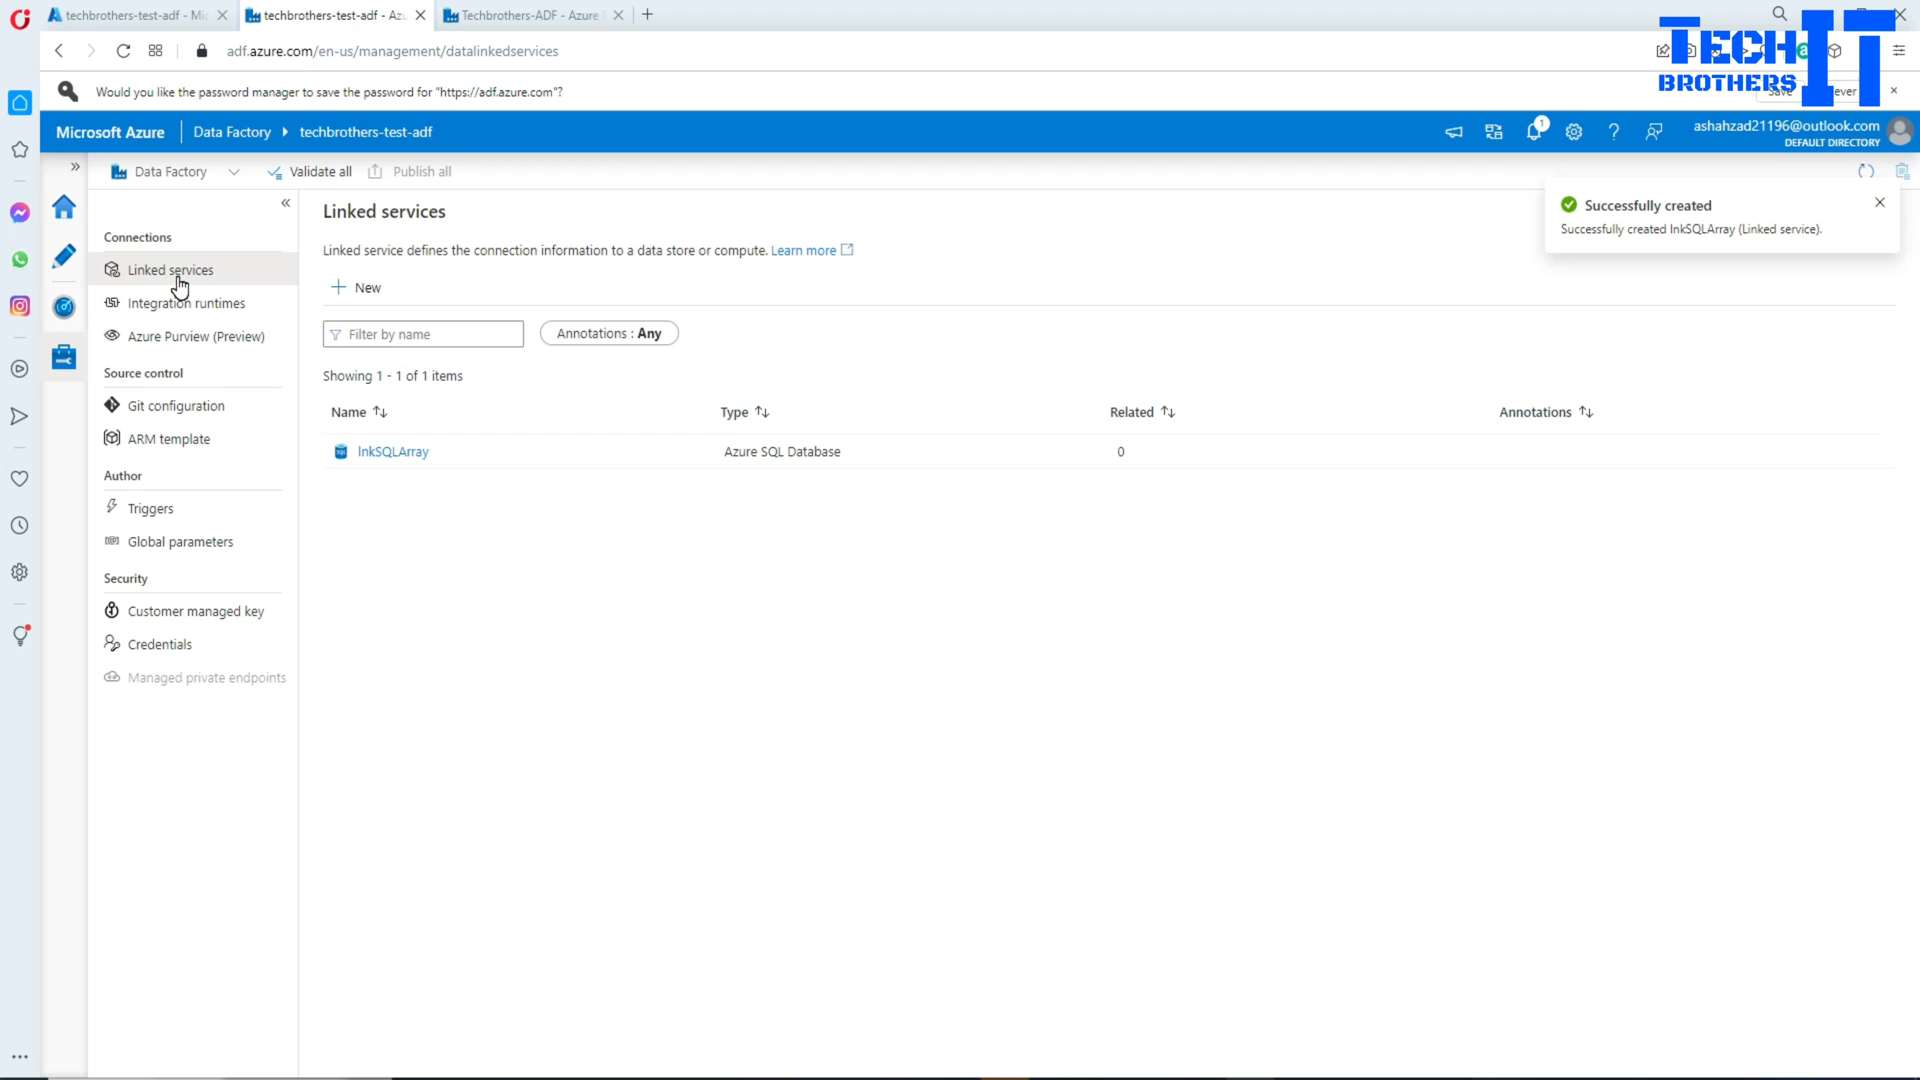 techbrothers-test-adf - Mic
techbrothers-test-adf - Azu
Techbrothers-ADF - Azure
adf.azure.com/en-us/management/datalinkedservices
TECH IT
BROTHERS
Would you like the password manager to save the password for "https://adf.azure.com"?
Save
ever
Microsoft Azure
Data Factory
techbrothers-test-adf
1
ashahzad21196@outlook.com
DEFAULT DIRECTORY
Data Factory
Validate all
Publish all
Successfully created
Successfully created lnkSQLArray (Linked service).
Connections
Linked services
Integration runtimes
Azure Purview (Preview)
Source control
Git configuration
ARM template
Author
Triggers
Global parameters
Security
Customer managed key
Credentials
Managed private endpoints
Linked services
Linked service defines the connection information to a data store or compute. Learn more
New
Filter by name
Annotations : Any
Showing 1 - 1 of 1 items
Name
Type
Related
Annotations
SQL
lnkSQLArray
Azure SQL Database
0